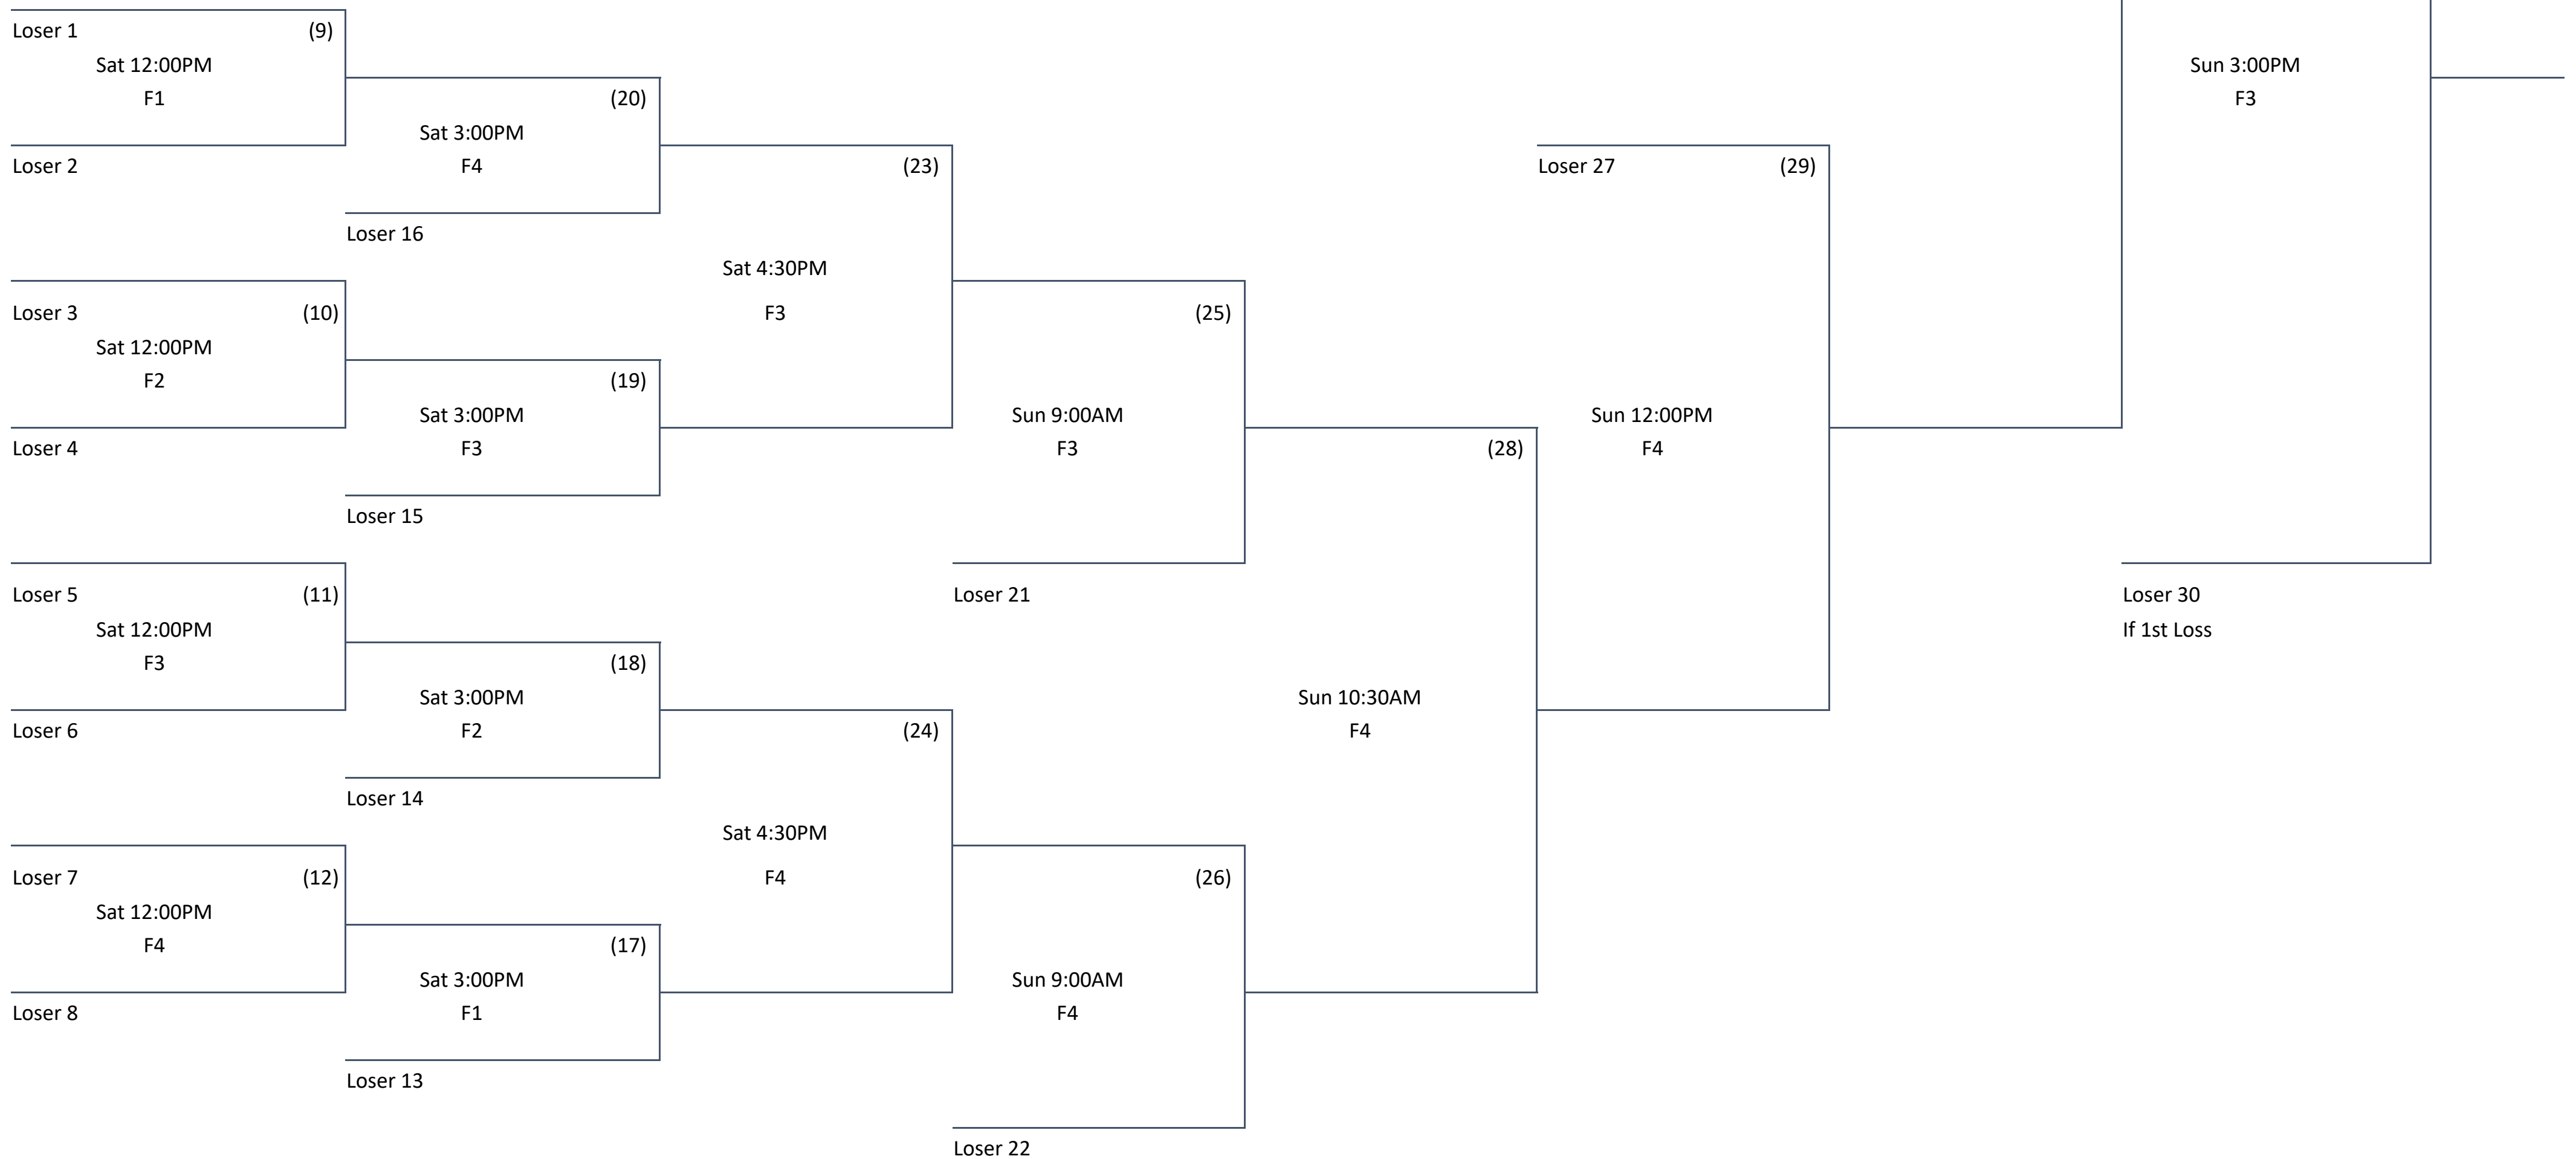 Loser 1 (9)
Sat 12:00PM
F1
Loser 2
Sat 3:00PM
F4
(20)
Loser 16
Loser 3 (10)
Sat 12:00PM
F2
Loser 4
(19)
Sat 3:00PM
F3
Loser 15
Loser 5 (11)
Sat 12:00PM
F3
Loser 6
(18)
Sat 3:00PM
F2
Loser 14
Loser 7 (12)
Sat 12:00PM
F4
Loser 8
(17)
Sat 3:00PM
F1
Loser 13
(23)
Sat 4:30PM
F3
(24)
Sat 4:30PM
F4
(25)
Sun 9:00AM
F3
Loser 21
(26)
Sun 9:00AM
F4
Loser 22
(28)
Sun 10:30AM
F4
Loser 27 (29)
Sun 12:00PM
F4
Sun 3:00PM
F3
Loser 30
If 1st Loss